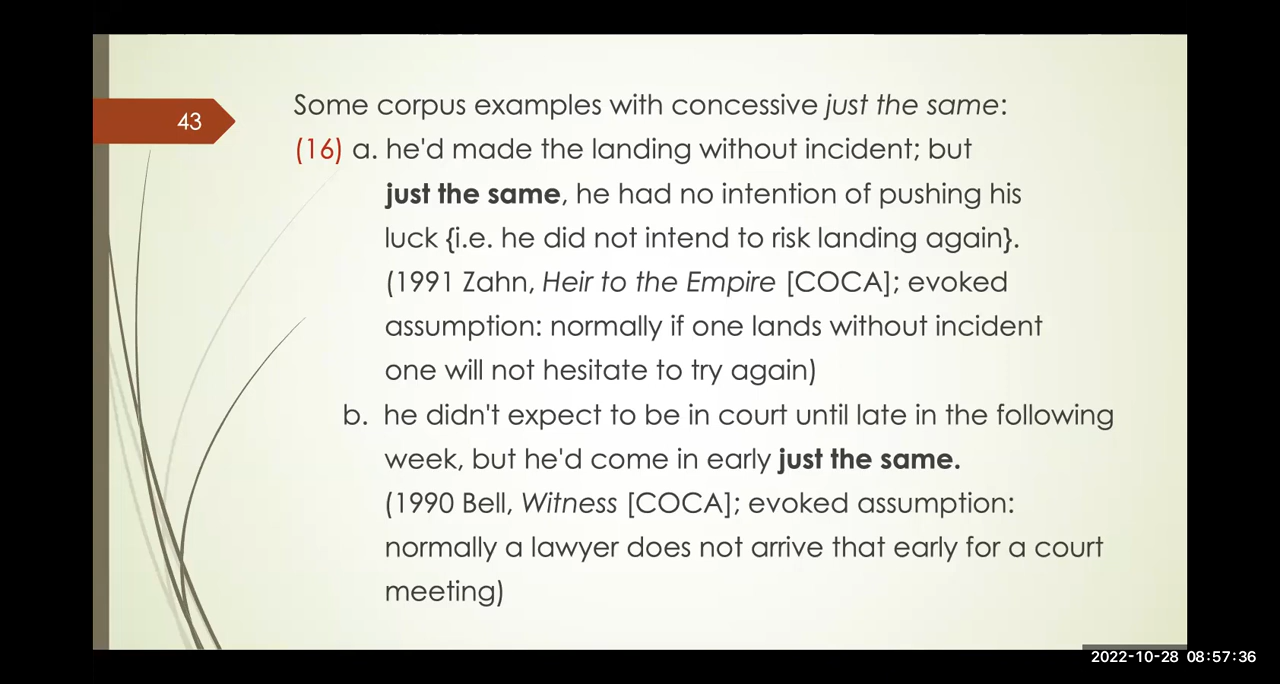 43
Some corpus examples with concessive just the same:
(16) a. he'd made the landing without incident; but
just the same, he had no intention of pushing his
luck {i.e. he did not intend to risk landing again}.
(1991 Zahn, Heir to the Empire [COCA]; evoked
assumption: normally if one lands without incident
one will not hesitate to try again)
b. he didn't expect to be in court until late in the following
week, but he'd come in early just the same.
(1990 Bell, Witness [COCA]; evoked assumption:
normally a lawyer does not arrive that early for a court
meeting)
2022-10-28 08:57:36